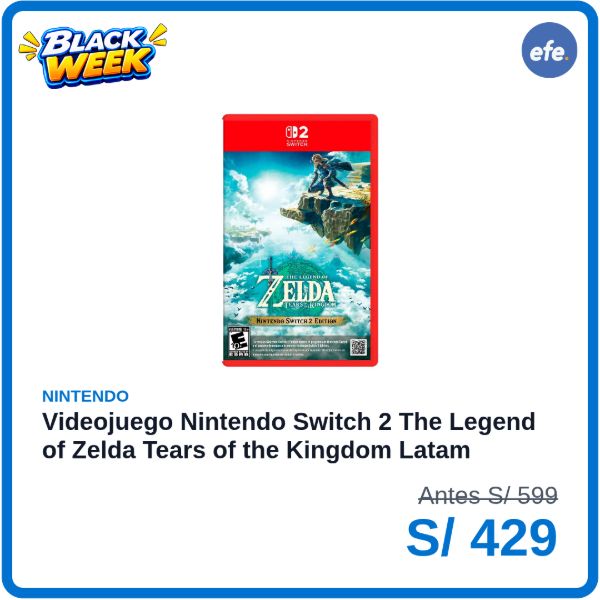 BLACK
WEEK
efe.
2
NINTENDO
SWITCH
THE LEGEND OF
ZELDA
TEARS OF THE KINGDOM
NINTENDO SWITCH 2 EDITION
E
NINTENDO
Videojuego Nintendo Switch 2 The Legend
of Zelda Tears of the Kingdom Latam
Antes S/ 599
S/ 429